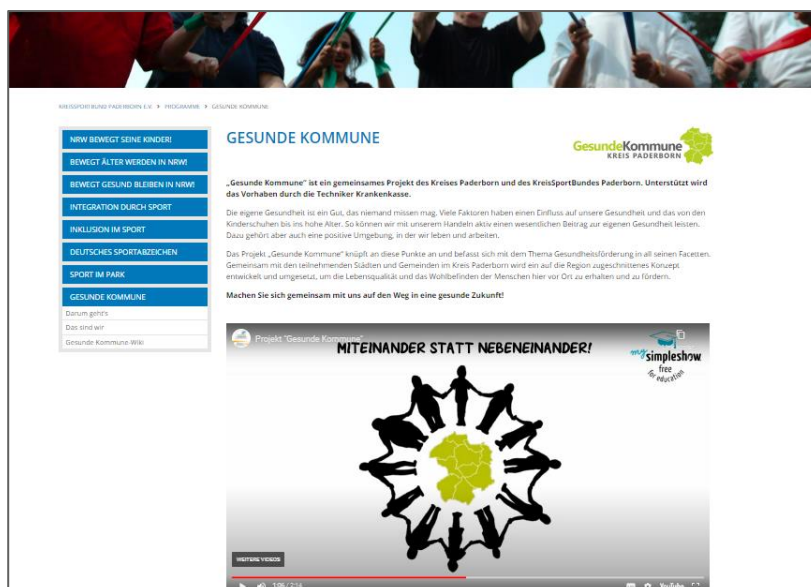 KREISSPORTBUND PADERBORN E.V. > PROGRAMME > GESUNDE KOMMUNE
NRW BEWEGT SEINE KINDER!
BEWEGT ÄLTER WERDEN IN NRW!
BEWEGT GESUND BLEIBEN IN NRW!
INTEGRATION DURCH SPORT
INKLUSION IM SPORT
DEUTSCHES SPORTABZEICHEN
SPORT IM PARK
GESUNDE KOMMUNE
Darum geht's
Das sind wir
Gesunde Kommune-Wiki
GESUNDE KOMMUNE
GesundeKommune
KREIS PADERBORN
„Gesunde Kommune" ist ein gemeinsames Projekt des Kreises Paderborn und des KreisSportBundes Paderborn. Unterstützt wird
das Vorhaben durch die Techniker Krankenkasse.
Die eigene Gesundheit ist ein Gut, das niemand missen mag. Viele Faktoren haben einen Einfluss auf unsere Gesundheit und das von den
Kinderschuhen bis ins hohe Alter. So können wir mit unserem Handeln aktiv einen wesentlichen Beitrag zur eigenen Gesundheit leisten.
Dazu gehört aber auch eine positive Umgebung, in der wir leben und arbeiten.
Das Projekt „Gesunde Kommune" knüpft an diese Punkte an und befasst sich mit dem Thema Gesundheitsförderung in all seinen Facetten.
Gemeinsam mit den teilnehmenden Städten und Gemeinden im Kreis Paderborn wird ein auf die Region zugeschnittenes Konzept
entwickelt und umgesetzt, um die Lebensqualität und das Wohlbefinden der Menschen hier vor Ort zu erhalten und zu fördern.
Machen Sie sich gemeinsam mit uns auf den Weg in eine gesunde Zukunft!
Projekt "Gesunde Kommune"
MITEINANDER STATT NEBENEINANDER!
my simpleshow
free
for education
WEITERE VIDEOS
YouTube